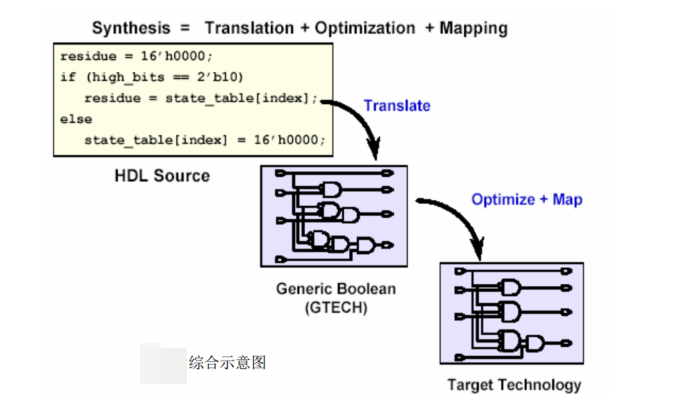 Synthesis = Translation + Optimization + Mapping
residue = 16'h0000;
if (high_bits == 2'b10)
residue = state_table[index];
else
state_table[index] = 16'h0000;
Translate
HDL Source
Optimize + Map
Generic Boolean
(GTECH)
综合示意图
Target Technology